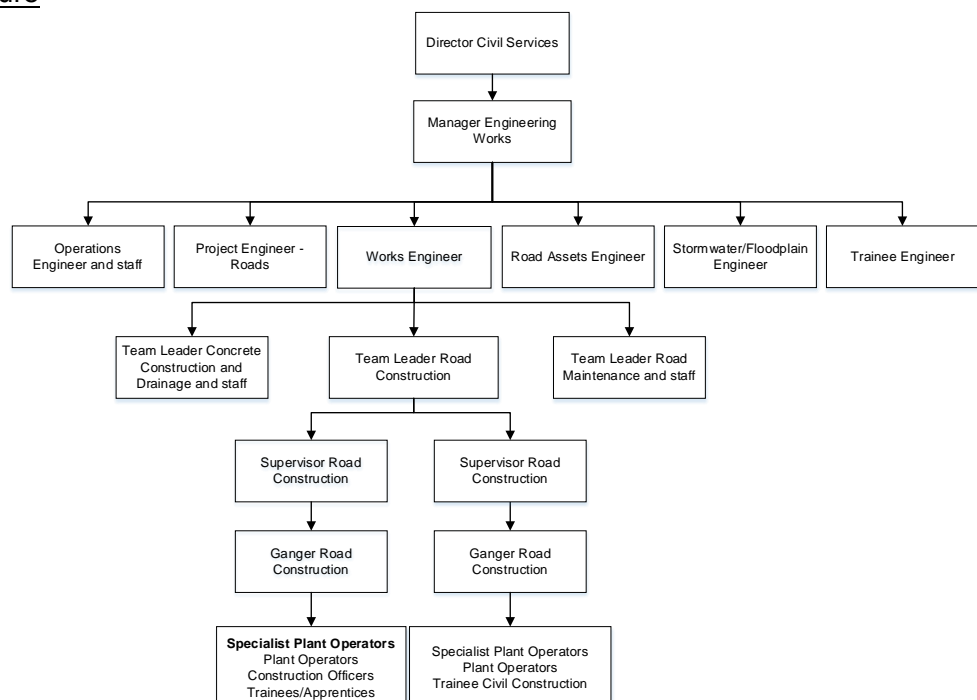 Director Civil Services
Manager Engineering
Works
Operations
Engineer and staff
Project Engineer -
Roads
Works Engineer
Road Assets Engineer
Stormwater/Floodplain
Engineer
Trainee Engineer
Team Leader Concrete
Construction and
Drainage and staff
Team Leader Road
Construction
Team Leader Road
Maintenance and staff
Supervisor Road
Construction
Supervisor Road
Construction
Ganger Road
Construction
Ganger Road
Construction
Specialist Plant Operators
Plant Operators
Construction Officers
Trainees/Apprentices
Specialist Plant Operators
Plant Operators
Trainee Civil Construction